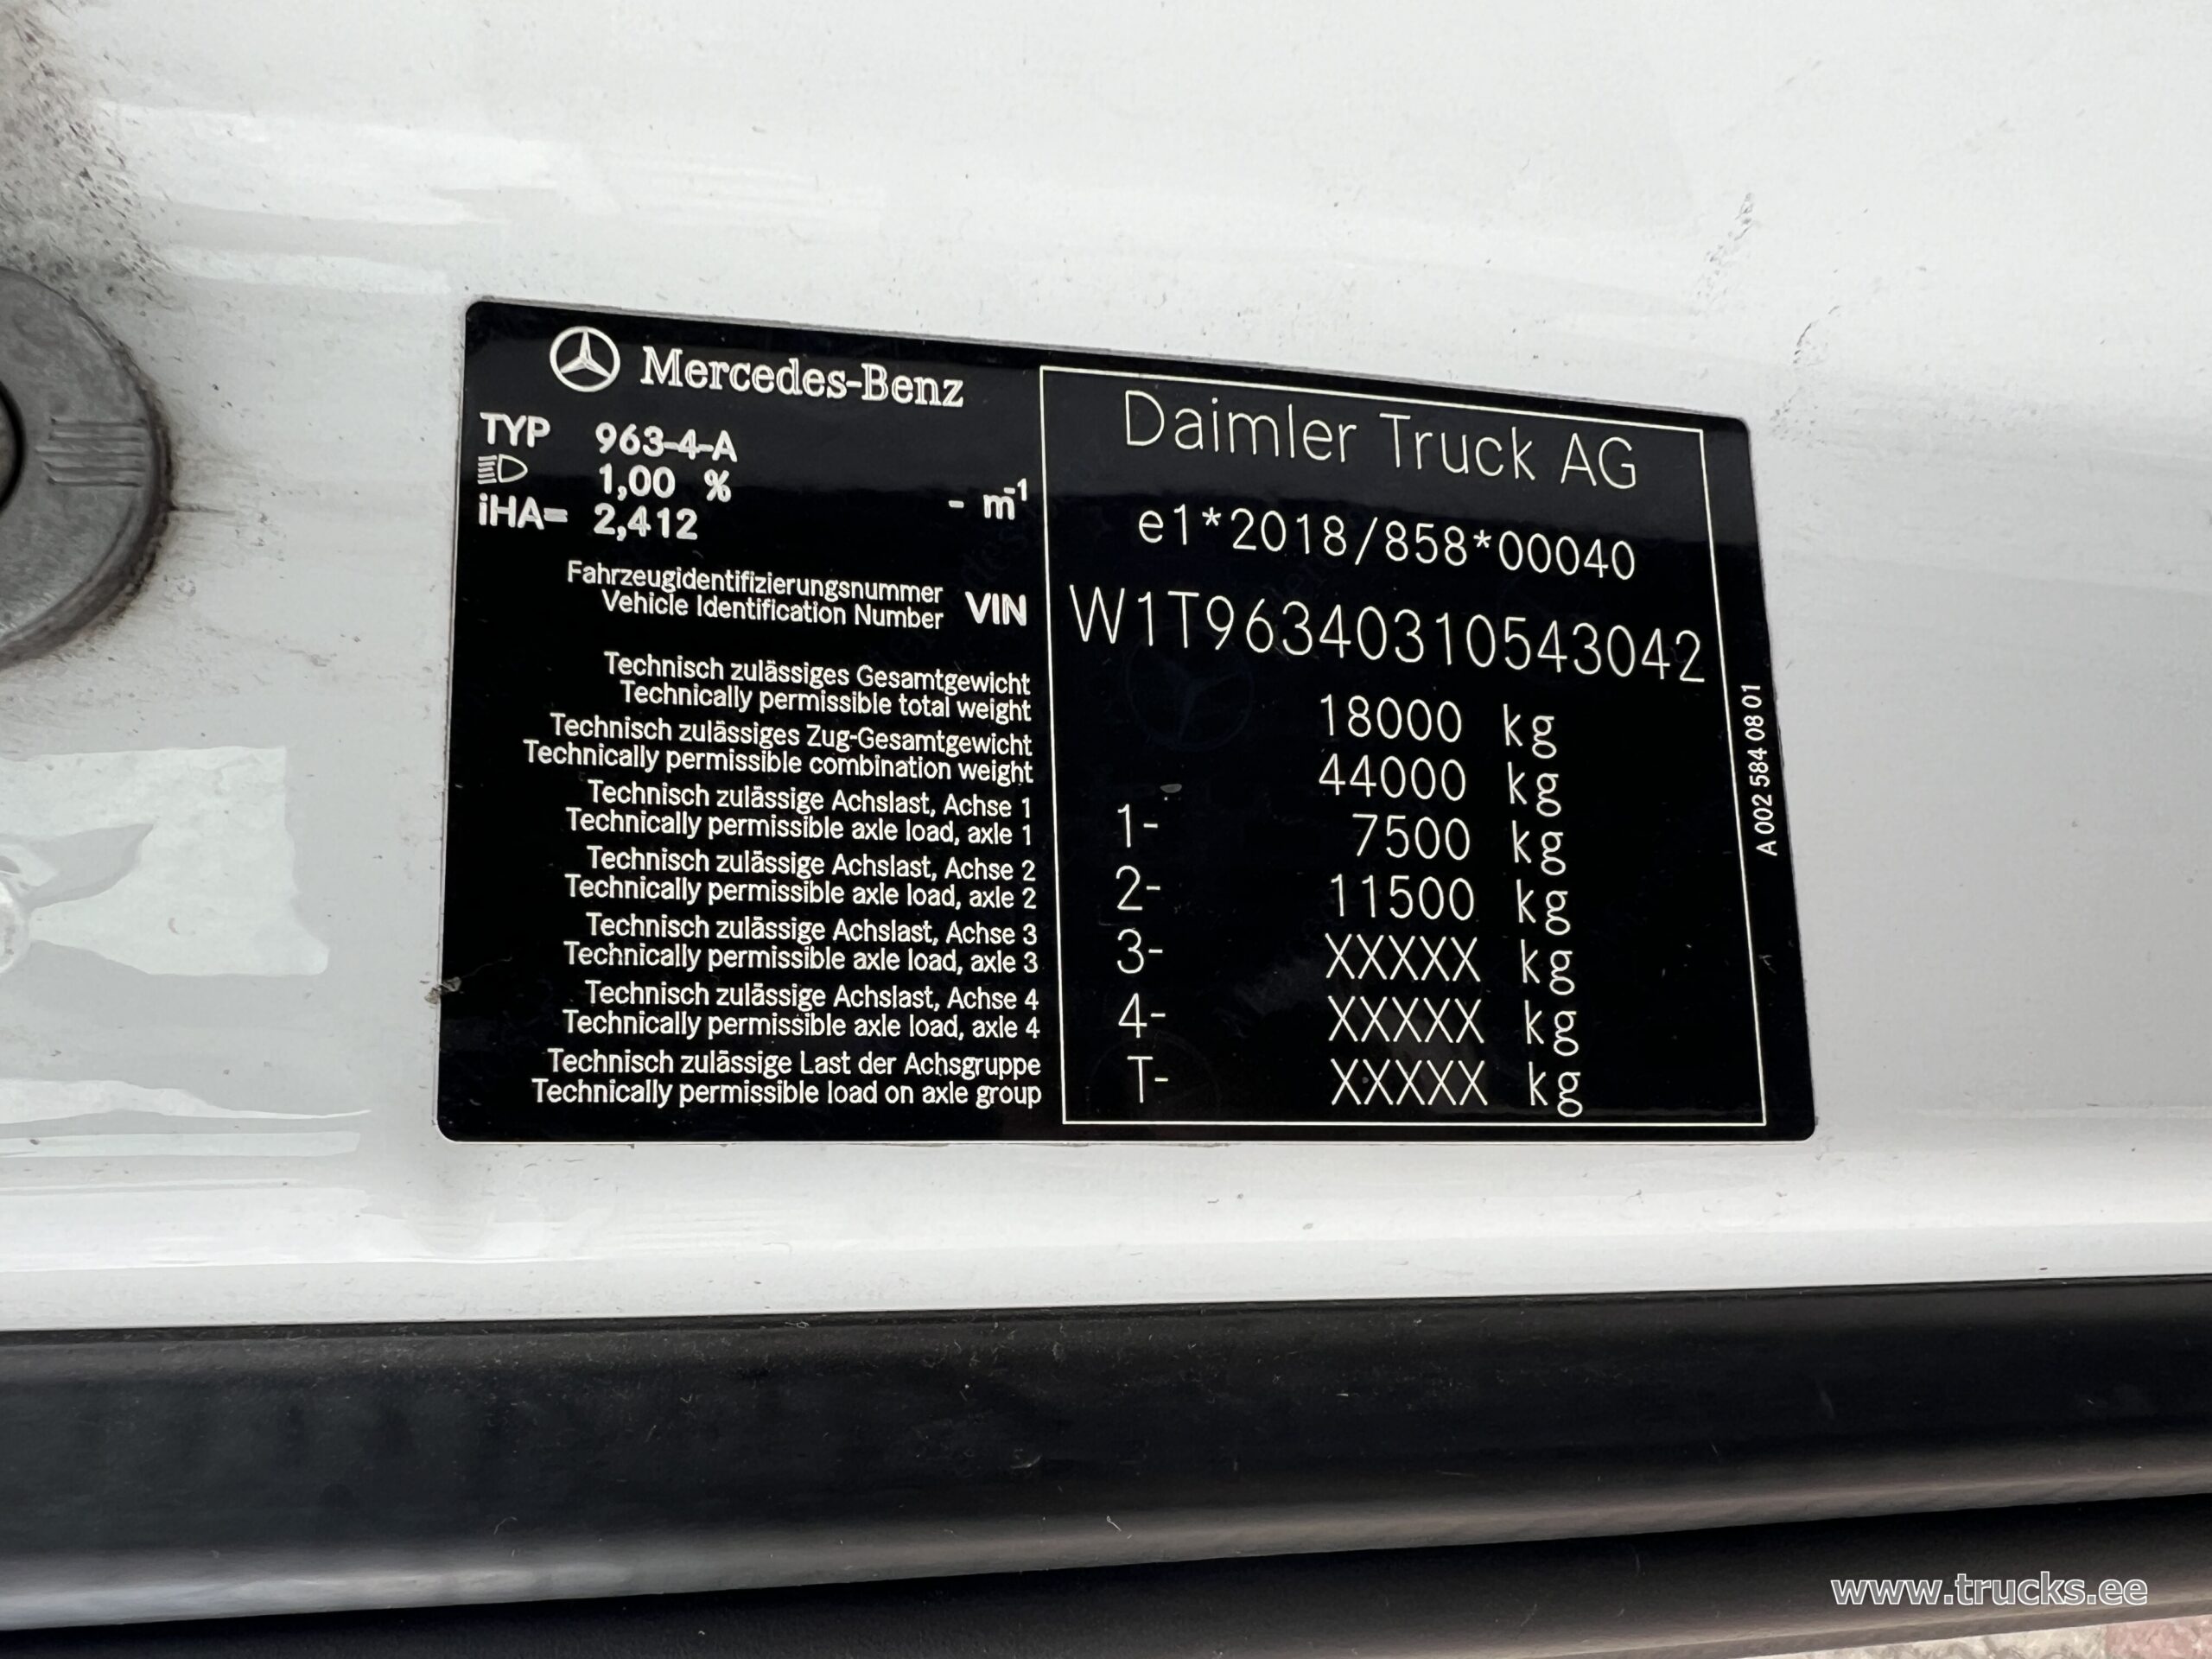 Mercedes-Benz
TYP 963-4-A
1,00 % - m-1
iHA= 2,412
Daimler Truck AG
e1*2018/858*00040
Fahrzeugidentifizierungsnummer
Vehicle Identification Number VIN W1T96340310543042
Technisch zulässiges Gesamtgewicht
Technically permissible total weight 18000 kg
Technisch zulässiges Zug-Gesamtgewicht
Technically permissible combination weight 44000 kg
Technisch zulässige Achslast, Achse 1
Technically permissible axle load, axle 1 1- 7500 kg
Technisch zulässige Achslast, Achse 2
Technically permissible axle load, axle 2 2- 11500 kg
Technisch zulässige Achslast, Achse 3
Technically permissible axle load, axle 3 3- XXXXX kg
Technisch zulässige Achslast, Achse 4
Technically permissible axle load, axle 4 4- XXXXX kg
Technisch zulässige Last der Achsgruppe
Technically permissible load on axle group T- XXXXX kg
A 002 584 08 01
www.trucks.ee